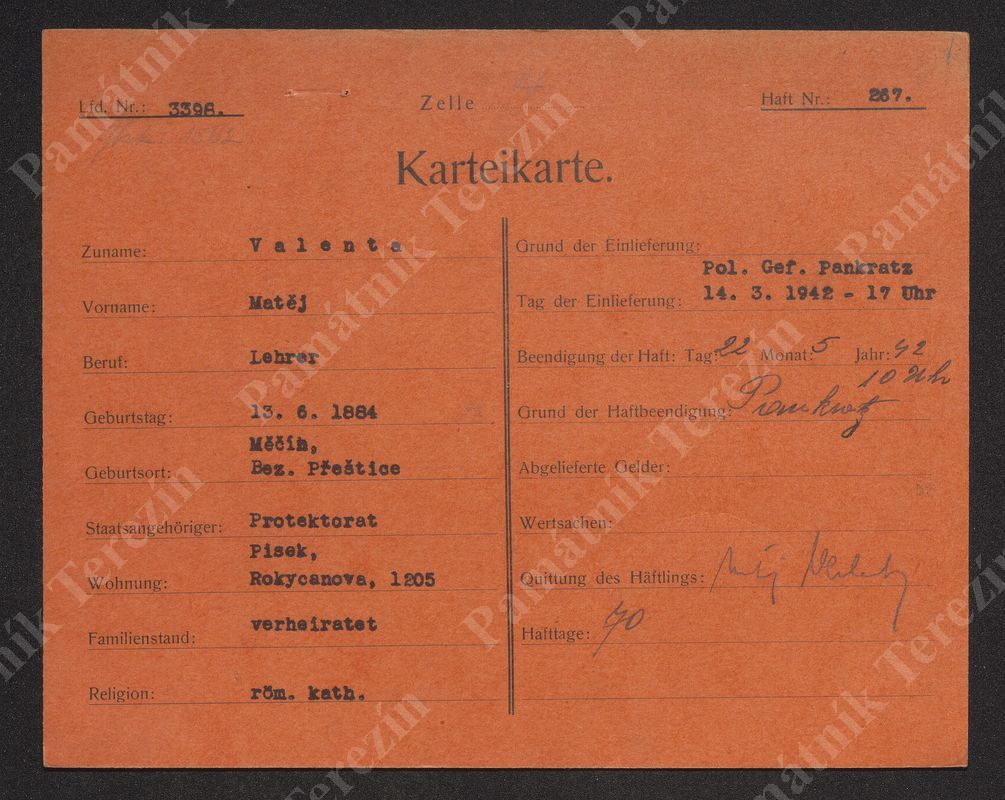 Lfd. Nr.: 3398.
Zelle 4
Haft Nr.: 267.
Karteikarte.
Zuname: Valenta
Vorname: Matěj
Beruf: Lehrer
Geburtstag: 13. 6. 1884
Geburtsort: Měčín,
Bez. Přeštice
Staatsangehöriger: Protektorat
Wohnung: Pisek,
Rokycanova, 1205
Familienstand: verheiratet
Religion: röm. kath.
Grund der Einlieferung:
Pol. Gef. Pankratz
Tag der Einlieferung: 14. 3. 1942 - 17 Uhr
Beendigung der Haft: Tag: 22 Monat: 5 Jahr: 42
10 Uhr
Grund der Haftbeendigung: Pankratz
Abgelieferte Gelder:
Wertsachen:
Quittung des Häftlings:
Hafttage: 70
Památník Terezín